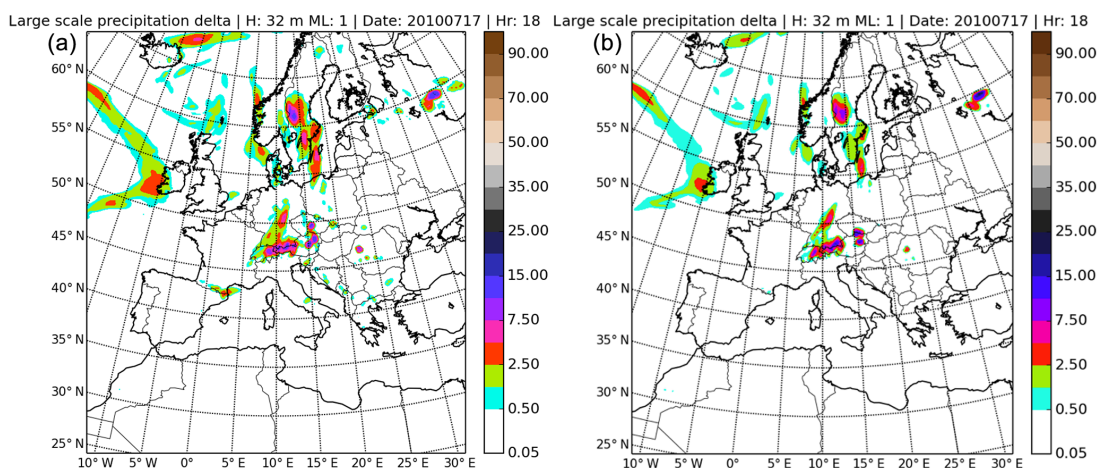 Large scale precipitation delta | H: 32 m ML: 1 | Date: 20100717 | Hr: 18
(a)
60° N
55° N
50° N
45° N
40° N
35° N
30° N
25° N
10° W 5° W 0° 5° E 10° E 15° E 20° E 25° E 30° E
90.00
70.00
50.00
35.00
25.00
15.00
7.50
2.50
0.50
0.05
Large scale precipitation delta | H: 32 m ML: 1 | Date: 20100717 | Hr: 18
(b)
60° N
55° N
50° N
45° N
40° N
35° N
30° N
25° N
10° W 5° W 0° 5° E 10° E 15° E 20° E 25° E 30° E
90.00
70.00
50.00
35.00
25.00
15.00
7.50
2.50
0.50
0.05